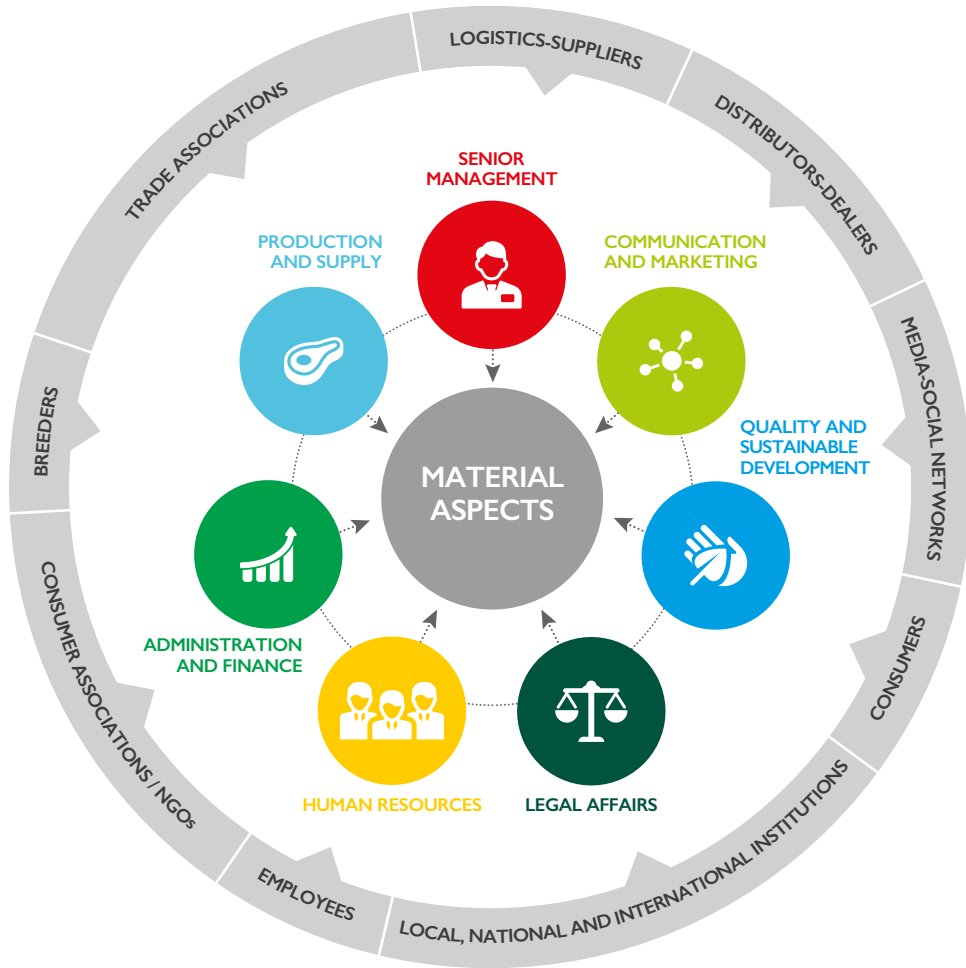 LOGISTICS-SUPPLIERS
DISTRIBUTORS-DEALERS
MEDIA-SOCIAL NETWORKS
CONSUMERS
LOCAL, NATIONAL AND INTERNATIONAL INSTITUTIONS
EMPLOYEES
CONSUMER ASSOCIATIONS / NGOs
BREEDERS
TRADE ASSOCIATIONS
SENIOR
MANAGEMENT
COMMUNICATION
AND MARKETING
QUALITY AND
SUSTAINABLE
DEVELOPMENT
LEGAL AFFAIRS
HUMAN RESOURCES
ADMINISTRATION
AND FINANCE
PRODUCTION
AND SUPPLY
MATERIAL
ASPECTS